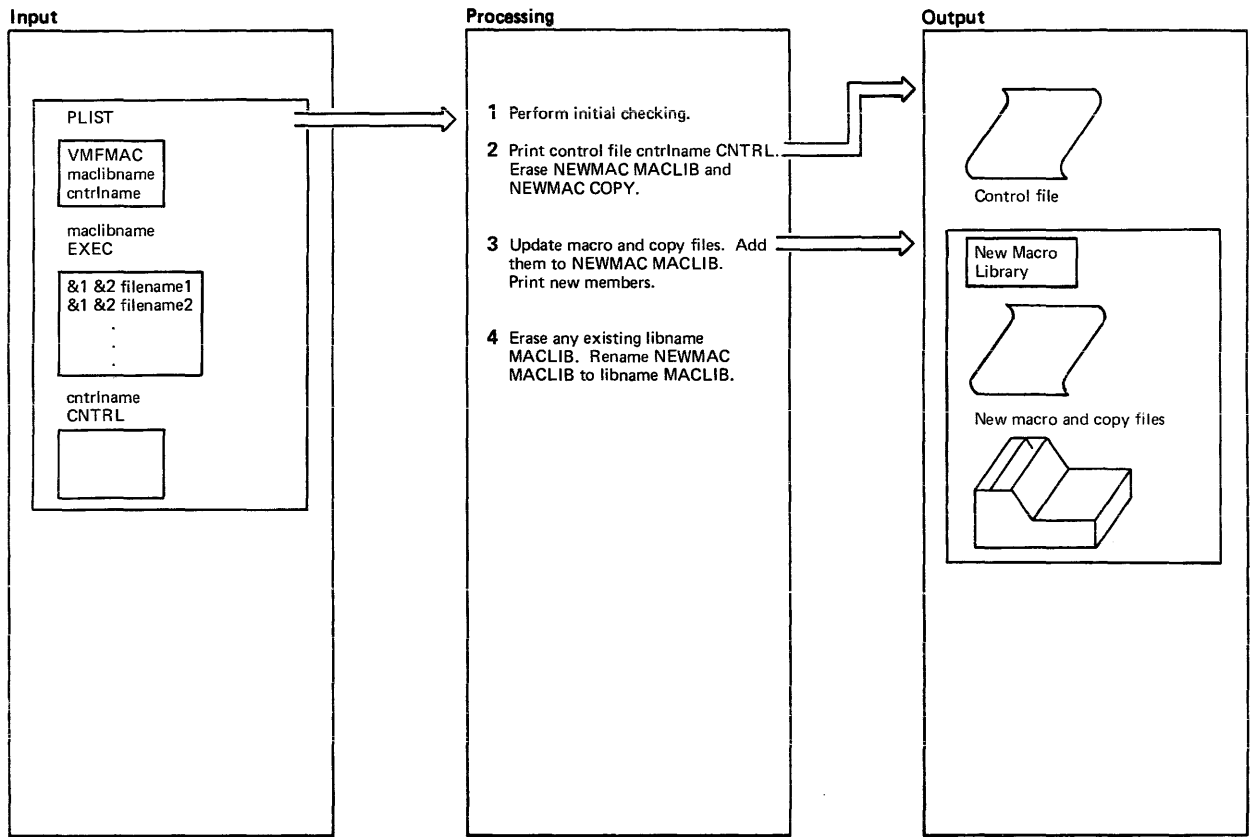 Input
PLIST
VMFMAC
maclibname
cntrlname
maclibname
EXEC
&1 &2 filename1
&1 &2 filename2
.
.
.
cntrlname
CNTRL
Processing
1 Perform initial checking.
2 Print control file cntrlname CNTRL.
Erase NEWMAC MACLIB and
NEWMAC COPY.
3 Update macro and copy files. Add
them to NEWMAC MACLIB.
Print new members.
4 Erase any existing libname
MACLIB. Rename NEWMAC
MACLIB to libname MACLIB.
Output
Control file
New Macro
Library
New macro and copy files